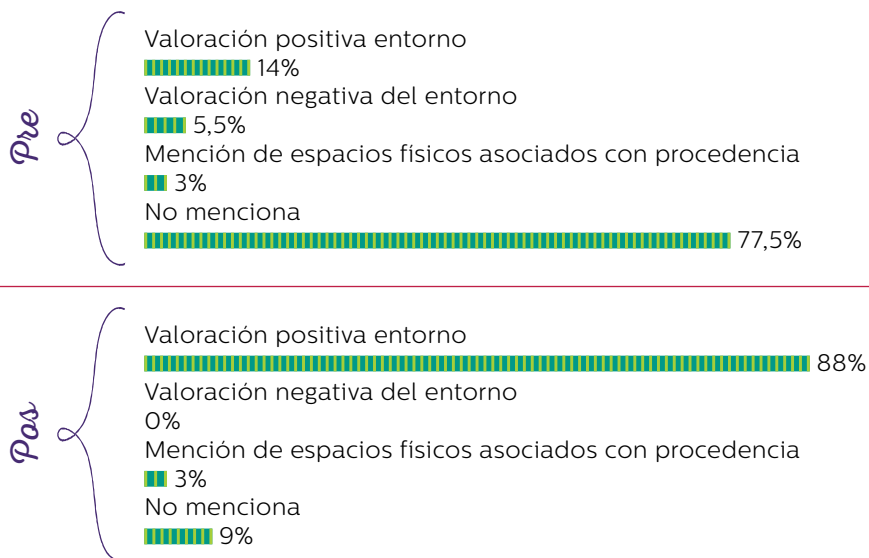 Pre
Valoración positiva entorno
14%
Valoración negativa del entorno
5,5%
Mención de espacios físicos asociados con procedencia
3%
No menciona
77,5%
Pos
Valoración positiva entorno
88%
Valoración negativa del entorno
0%
Mención de espacios físicos asociados con procedencia
3%
No menciona
9%